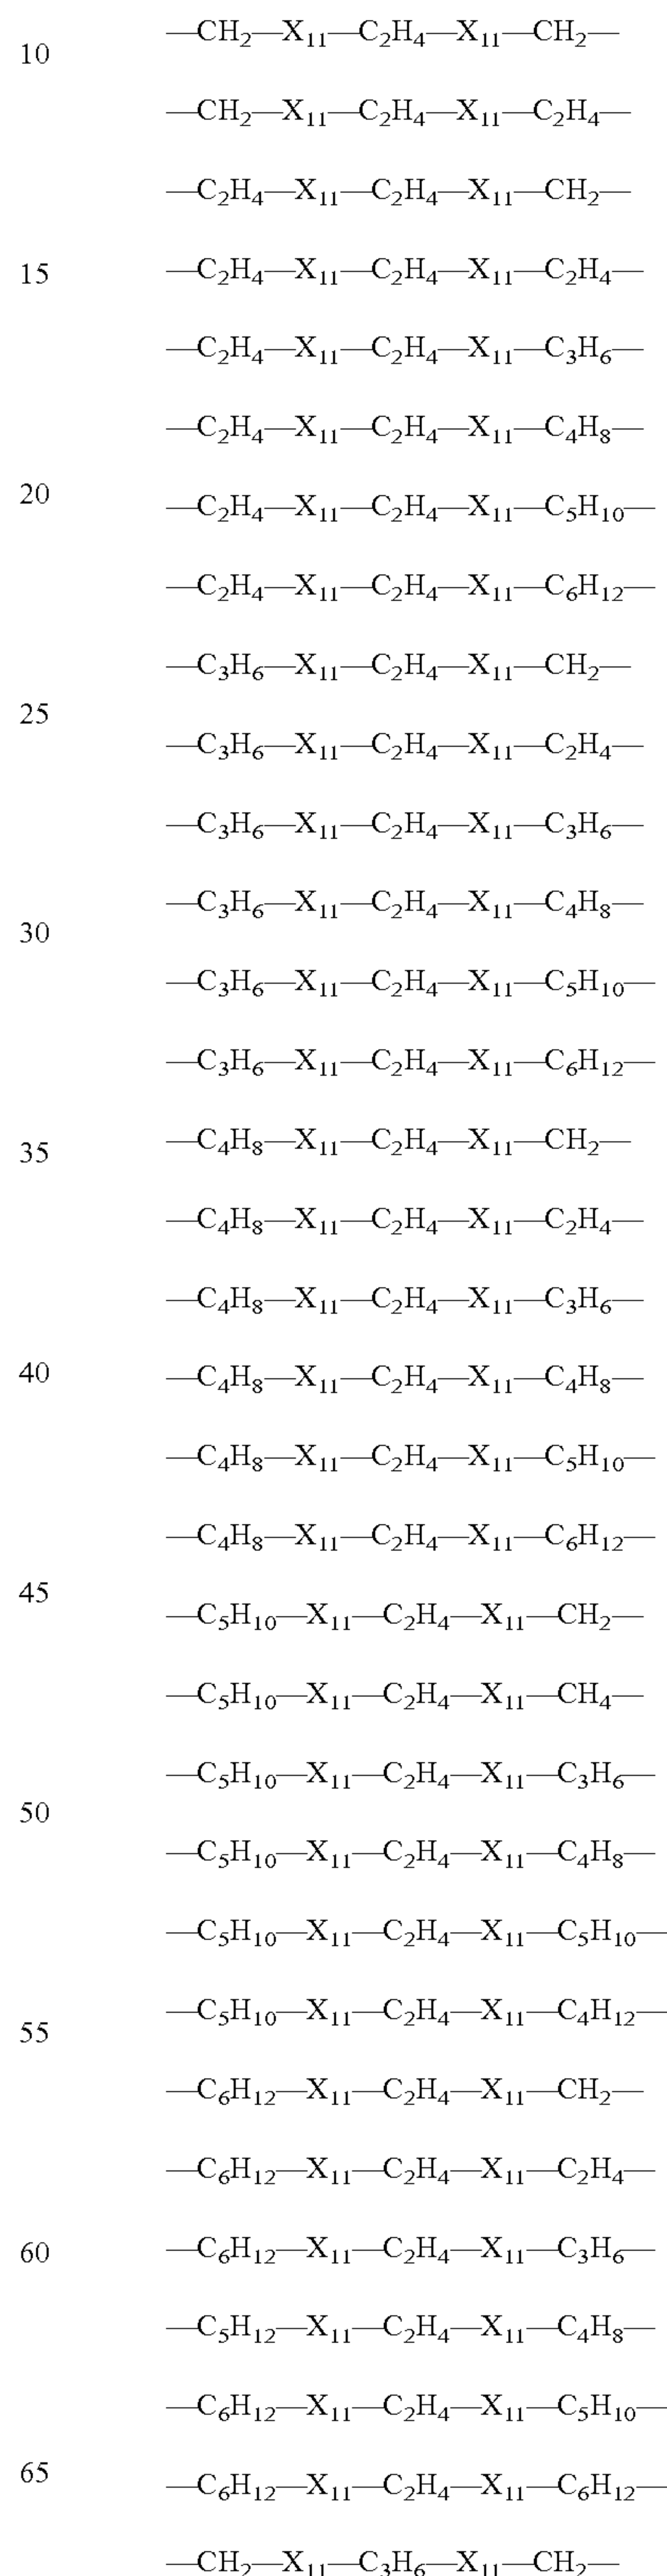 —CH₂—X₁₁—C₂H₄—X₁₁—CH₂—
10
—CH₂—X₁₁—C₂H₄—X₁₁—C₂H₄—
—C₂H₄—X₁₁—C₂H₄—X₁₁—CH₂—
15
—C₂H₄—X₁₁—C₂H₄—X₁₁—C₂H₄—
—C₂H₄—X₁₁—C₂H₄—X₁₁—C₃H₆—
—C₂H₄—X₁₁—C₂H₄—X₁₁—C₄H₈—
20
—C₂H₄—X₁₁—C₂H₄—X₁₁—C₅H₁₀—
—C₂H₄—X₁₁—C₂H₄—X₁₁—C₆H₁₂—
—C₃H₆—X₁₁—C₂H₄—X₁₁—CH₂—
25
—C₃H₆—X₁₁—C₂H₄—X₁₁—C₂H₄—
—C₃H₆—X₁₁—C₂H₄—X₁₁—C₃H₆—
—C₃H₆—X₁₁—C₂H₄—X₁₁—C₄H₈—
30
—C₃H₆—X₁₁—C₂H₄—X₁₁—C₅H₁₀—
—C₃H₆—X₁₁—C₂H₄—X₁₁—C₆H₁₂—
—C₄H₈—X₁₁—C₂H₄—X₁₁—CH₂—
35
—C₄H₈—X₁₁—C₂H₄—X₁₁—C₂H₄—
—C₄H₈—X₁₁—C₂H₄—X₁₁—C₃H₆—
40
—C₄H₈—X₁₁—C₂H₄—X₁₁—C₄H₈—
—C₄H₈—X₁₁—C₂H₄—X₁₁—C₅H₁₀—
—C₄H₈—X₁₁—C₂H₄—X₁₁—C₆H₁₂—
45
—C₅H₁₀—X₁₁—C₂H₄—X₁₁—CH₂—
—C₅H₁₀—X₁₁—C₂H₄—X₁₁—CH₄—
—C₅H₁₀—X₁₁—C₂H₄—X₁₁—C₃H₆—
50
—C₅H₁₀—X₁₁—C₂H₄—X₁₁—C₄H₈—
—C₅H₁₀—X₁₁—C₂H₄—X₁₁—C₅H₁₀—
—C₅H₁₀—X₁₁—C₂H₄—X₁₁—C₄H₁₂—
55
—C₆H₁₂—X₁₁—C₂H₄—X₁₁—CH₂—
—C₆H₁₂—X₁₁—C₂H₄—X₁₁—C₂H₄—
60
—C₆H₁₂—X₁₁—C₂H₄—X₁₁—C₃H₆—
—C₅H₁₂—X₁₁—C₂H₄—X₁₁—C₄H₈—
—C₆H₁₂—X₁₁—C₂H₄—X₁₁—C₅H₁₀—
65
—C₆H₁₂—X₁₁—C₂H₄—X₁₁—C₆H₁₂—
—CH₂—X₁₁—C₃H₆—X₁₁—CH₂—